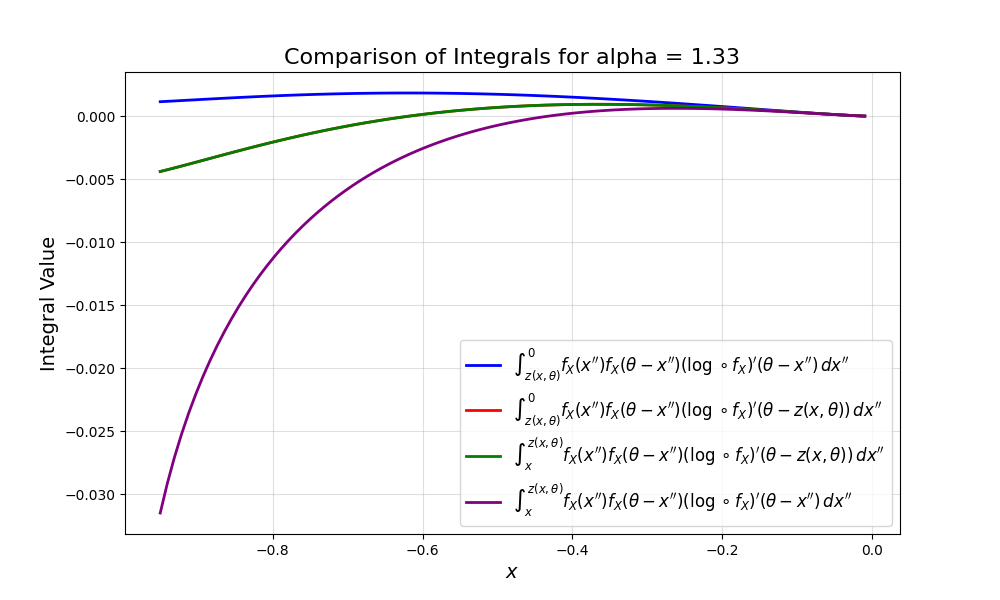 Comparison of Integrals for alpha = 1.33
Integral Value
0.000
−0.005
−0.010
−0.015
−0.020
−0.025
−0.030
∫_{z(x, θ)}^{0} f_X(x″)f_X(θ − x″)(log ∘ f_X)′(θ − x″) dx″
∫_{z(x, θ)}^{0} f_X(x″)f_X(θ − x″)(log ∘ f_X)′(θ − z(x, θ)) dx″
∫_{x}^{z(x, θ)} f_X(x″)f_X(θ − x″)(log ∘ f_X)′(θ − z(x, θ)) dx″
∫_{x}^{z(x, θ)} f_X(x″)f_X(θ − x″)(log ∘ f_X)′(θ − x″) dx″
−0.8 −0.6 −0.4 −0.2 0.0
x